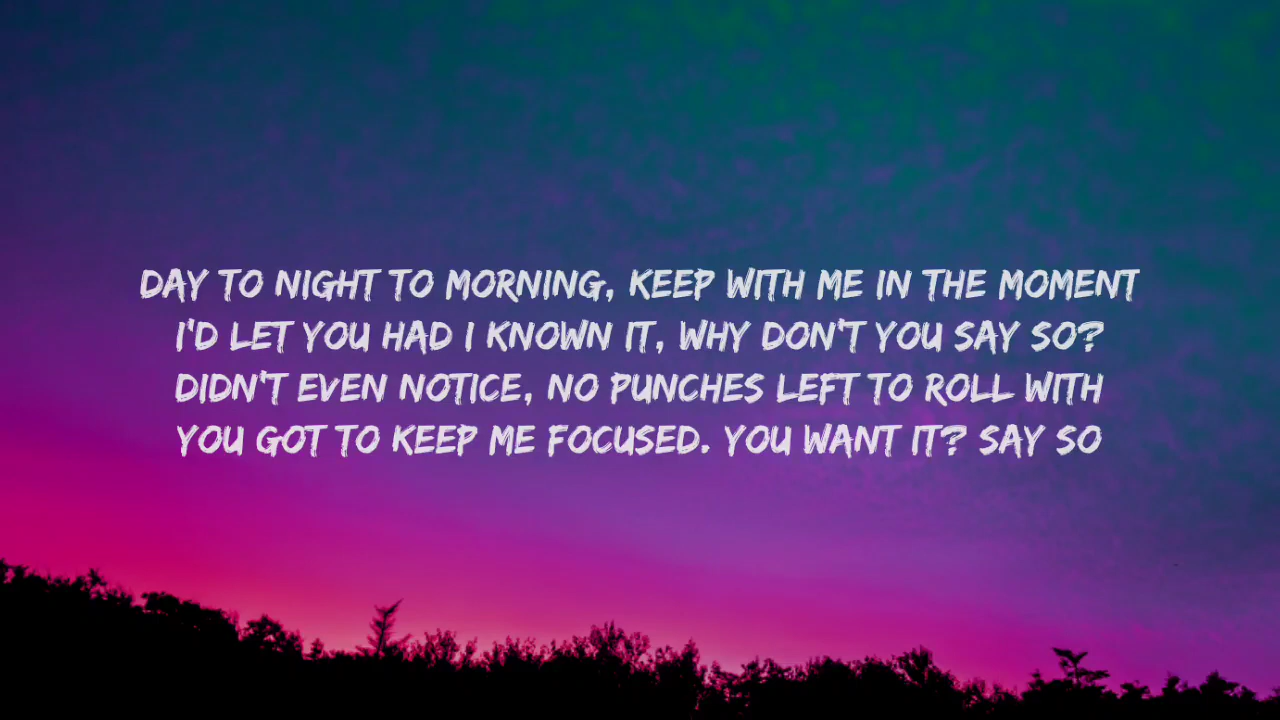 DAY TO NIGHT TO MORNING, KEEP WITH ME IN THE MOMENT
I'D LET YOU HAD I KNOWN IT, WHY DON'T YOU SAY SO?
DIDN'T EVEN NOTICE, NO PUNCHES LEFT TO ROLL WITH
YOU GOT TO KEEP ME FOCUSED. YOU WANT IT? SAY SO